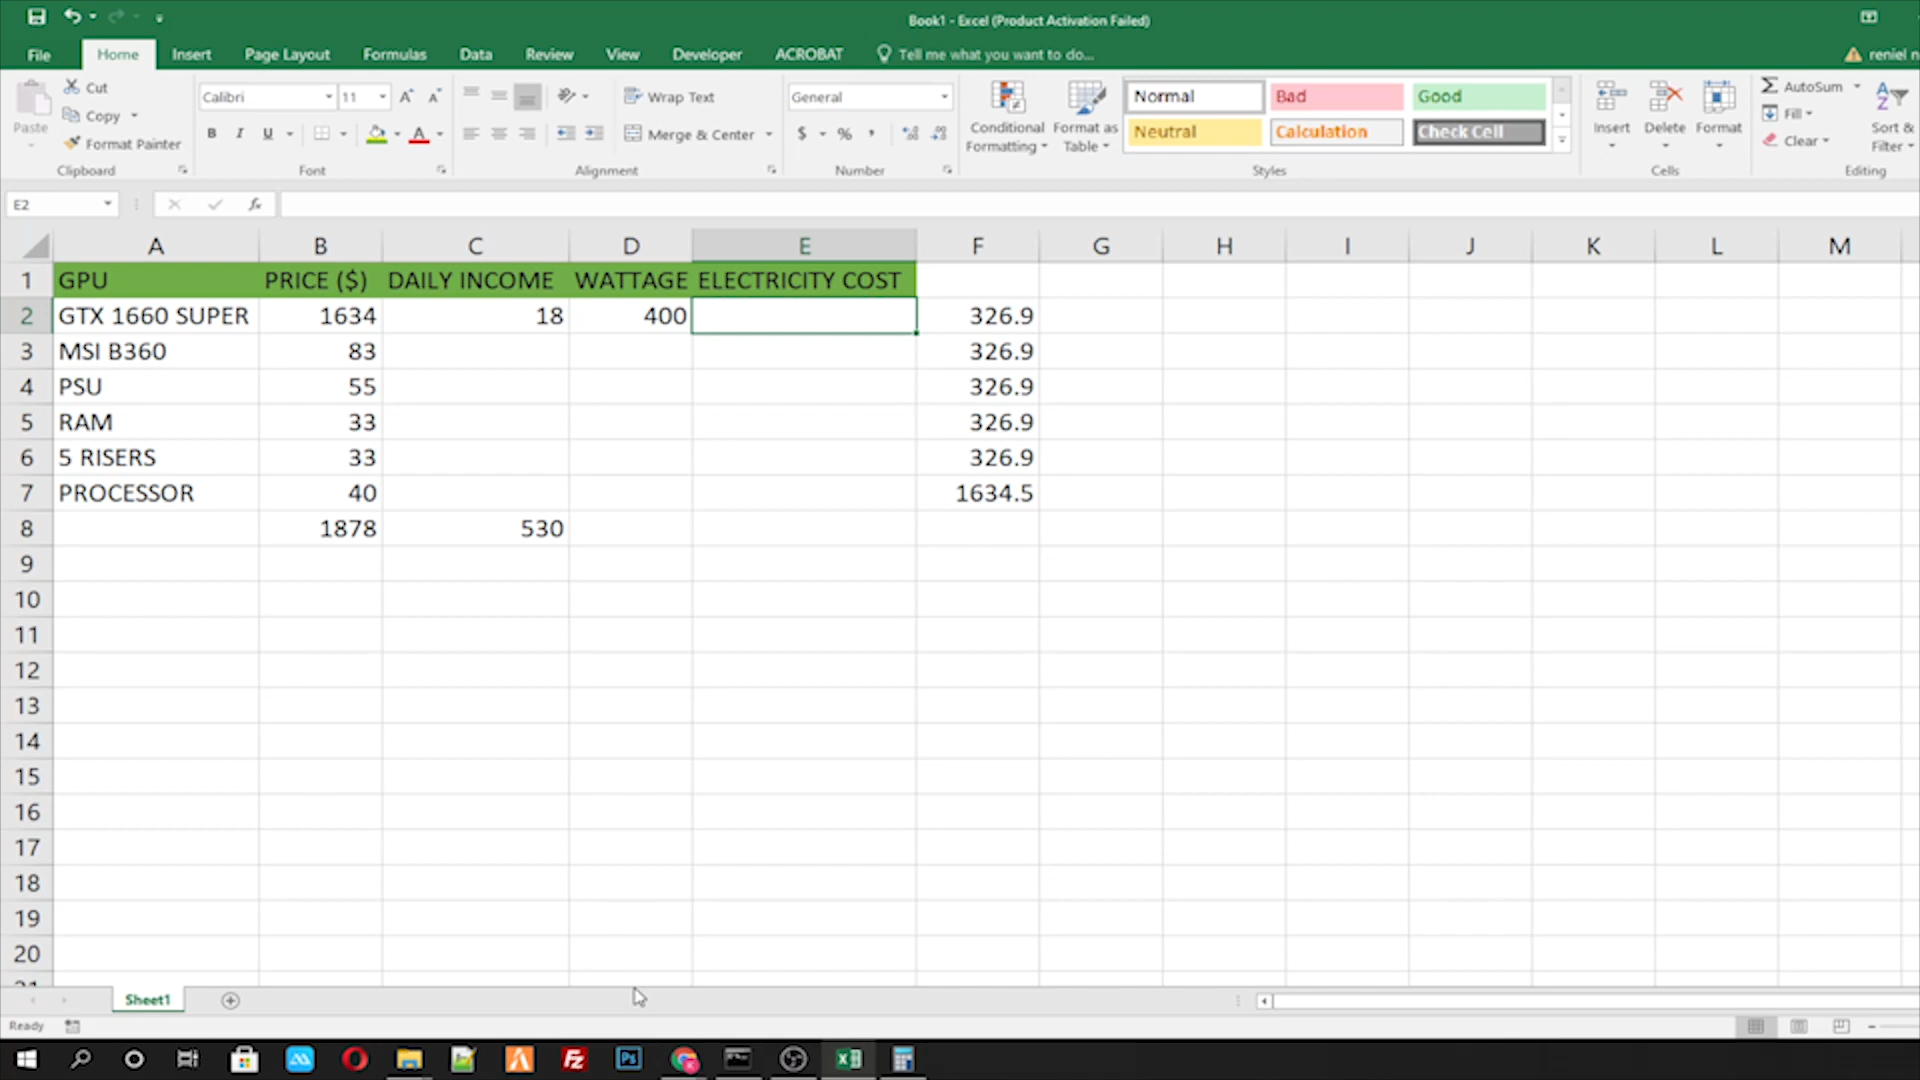 Book1 - Excel (Product Activation Failed)
File Home Insert Page Layout Formulas Data Review View Developer ACROBAT Tell me what you want to do... reniel n
Paste
Cut
Copy
Format Painter
Clipboard
Calibri 11
A A
B I U A
Font
Wrap Text
Merge & Center
Alignment
General
$ % ,
Number
Conditional Formatting
Format as Table
Normal Bad Good
Neutral Calculation Check Cell
Styles
Insert Delete Format
Cells
AutoSum
Fill
Clear
Sort & Filter
Editing
E2 fx
A B C D E F G H I J K L M
1 GPU PRICE ($) DAILY INCOME WATTAGE ELECTRICITY COST
2 GTX 1660 SUPER 1634 18 400 326.9
3 MSI B360 83 326.9
4 PSU 55 326.9
5 RAM 33 326.9
6 5 RISERS 33 326.9
7 PROCESSOR 40 1634.5
8 1878 530
9
10
11
12
13
14
15
16
17
18
19
20
Sheet1
Ready